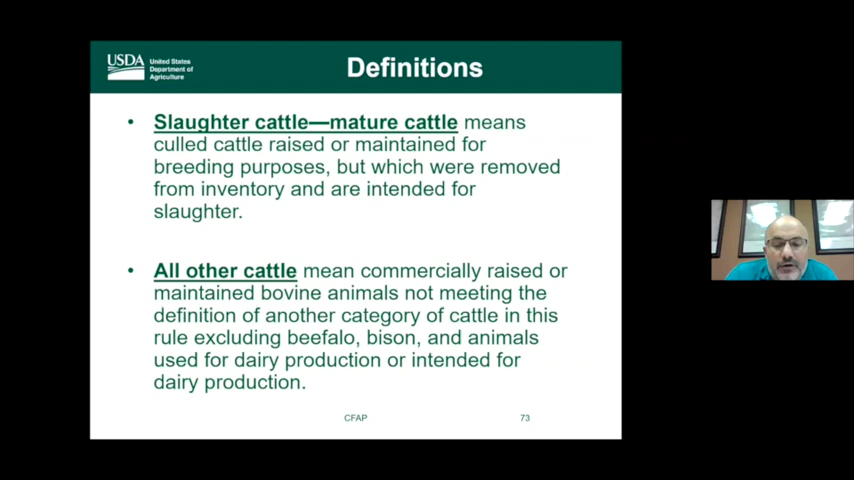 USDA
United States
Department of
Agriculture
Definitions
• Slaughter cattle—mature cattle means
culled cattle raised or maintained for
breeding purposes, but which were removed
from inventory and are intended for
slaughter.
• All other cattle mean commercially raised or
maintained bovine animals not meeting the
definition of another category of cattle in this
rule excluding beefalo, bison, and animals
used for dairy production or intended for
dairy production.
CFAP
73